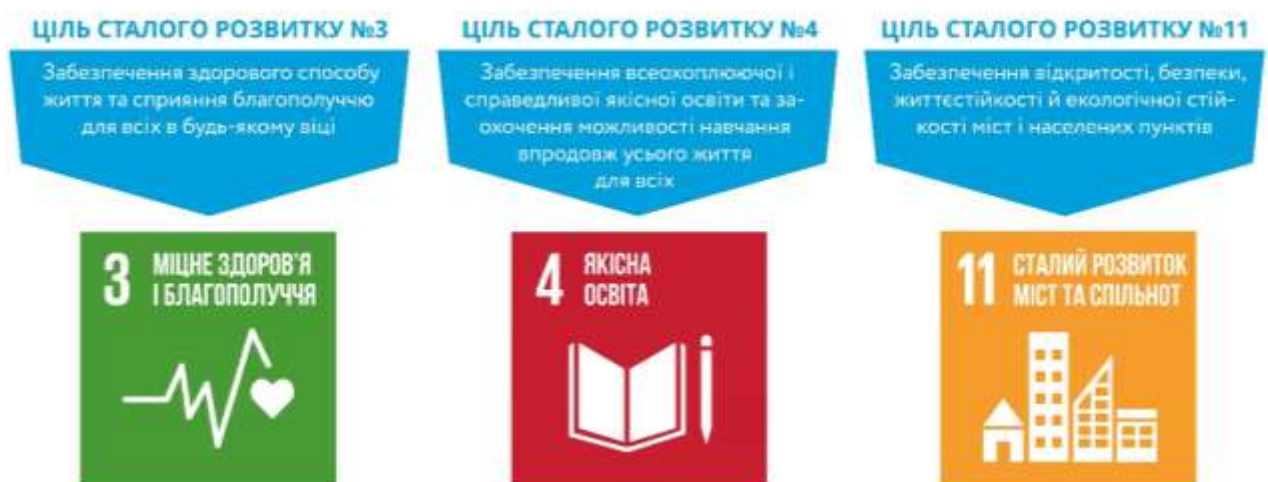 ЦІЛЬ СТАЛОГО РОЗВИТКУ №3
Забезпечення здорового способу
життя та сприяння благополуччю
для всіх в будь-якому віці
3 МІЦНЕ ЗДОРОВ'Я
І БЛАГОПОЛУЧЧЯ
ЦІЛЬ СТАЛОГО РОЗВИТКУ №4
Забезпечення всеохоплюючої і
справедливої якісної освіти та за-
охочення можливості навчання
впродовж усього життя
для всіх
4 ЯКІСНА
ОСВІТА
ЦІЛЬ СТАЛОГО РОЗВИТКУ №11
Забезпечення відкритості, безпеки,
життєстійкості й екологічної стій-
кості міст і населених пунктів
11 СТАЛИЙ РОЗВИТОК
МІСТ ТА СПІЛЬНОТ